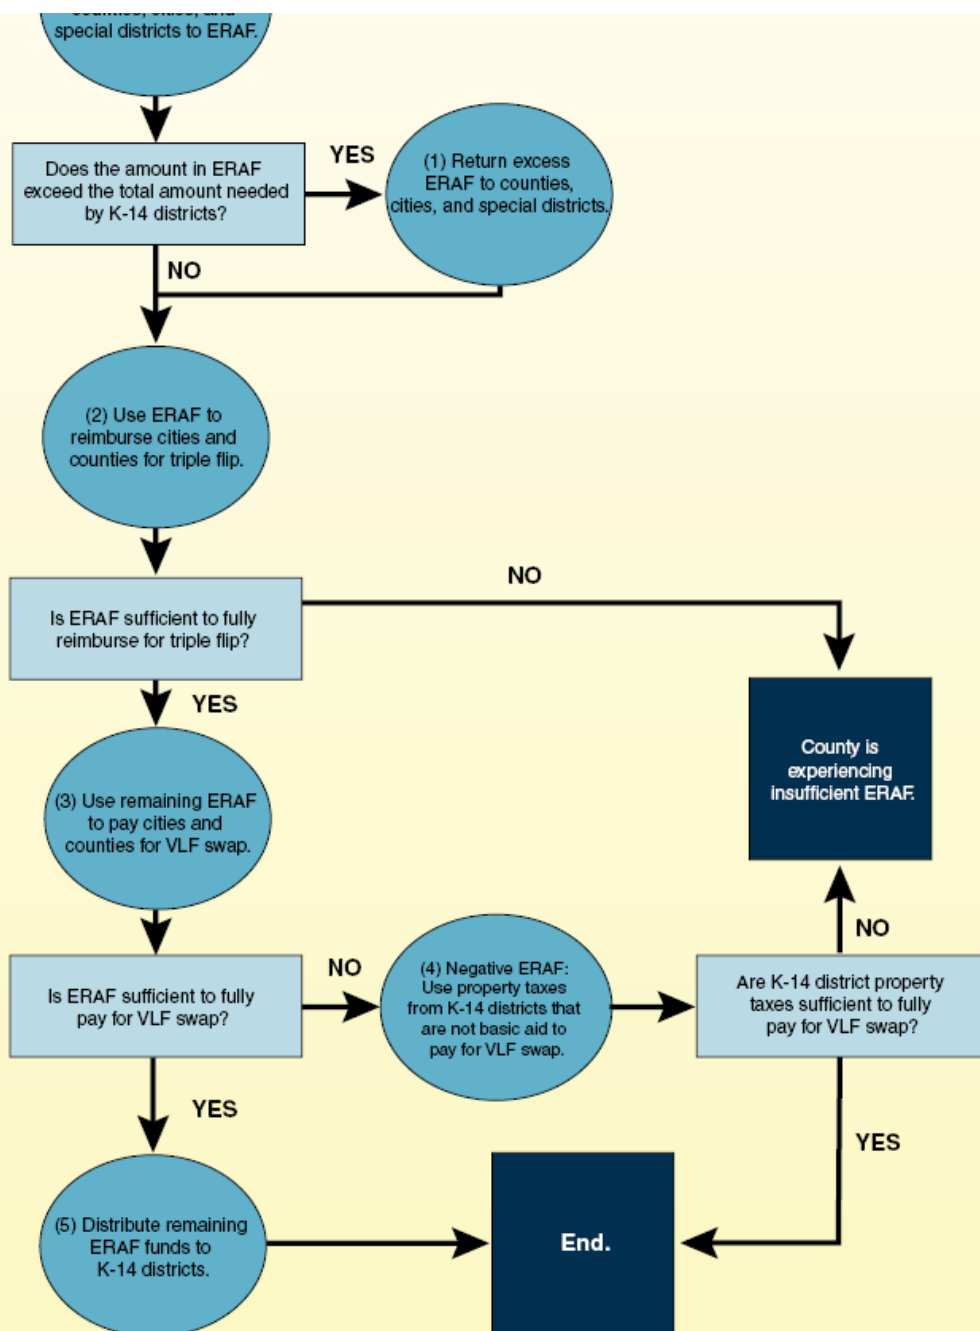 counties, cities, and
special districts to ERAF.
Does the amount in ERAF
exceed the total amount needed
by K-14 districts?
YES
(1) Return excess
ERAF to counties,
cities, and special districts.
NO
(2) Use ERAF to
reimburse cities and
counties for triple flip.
NO
Is ERAF sufficient to fully
reimburse for triple flip?
YES
County is
experiencing
insufficient ERAF.
(3) Use remaining ERAF
to pay cities and
counties for VLF swap.
NO
Is ERAF sufficient to fully
pay for VLF swap?
NO
(4) Negative ERAF:
Use property taxes
from K-14 districts that
are not basic aid to
pay for VLF swap.
Are K-14 district property
taxes sufficient to fully
pay for VLF swap?
YES
YES
(5) Distribute remaining
ERAF funds to
K-14 districts.
End.